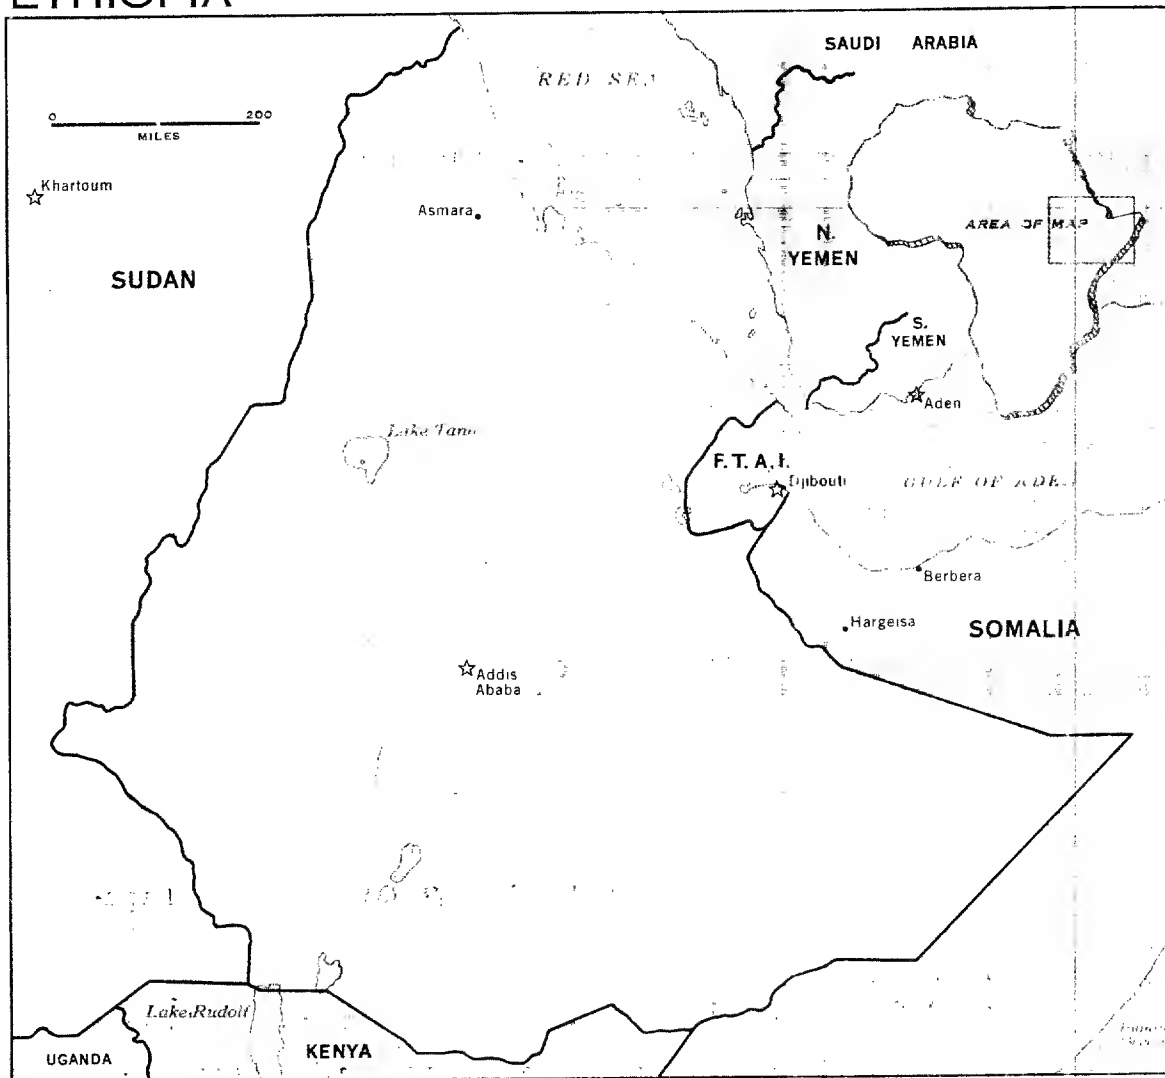 ETHIOPIA
SAUDI ARABIA
RED SEA
0 200
MILES
Khartoum
Asmara
AREA OF MAP
N.
YEMEN
SUDAN
S.
YEMEN
Aden
Lake Tana
F. T. A. I.
Djibouti
GULF OF ADE
Berbera
Hargeisa
SOMALIA
Addis
Ababa
Lake Rudolf
UGANDA
KENYA